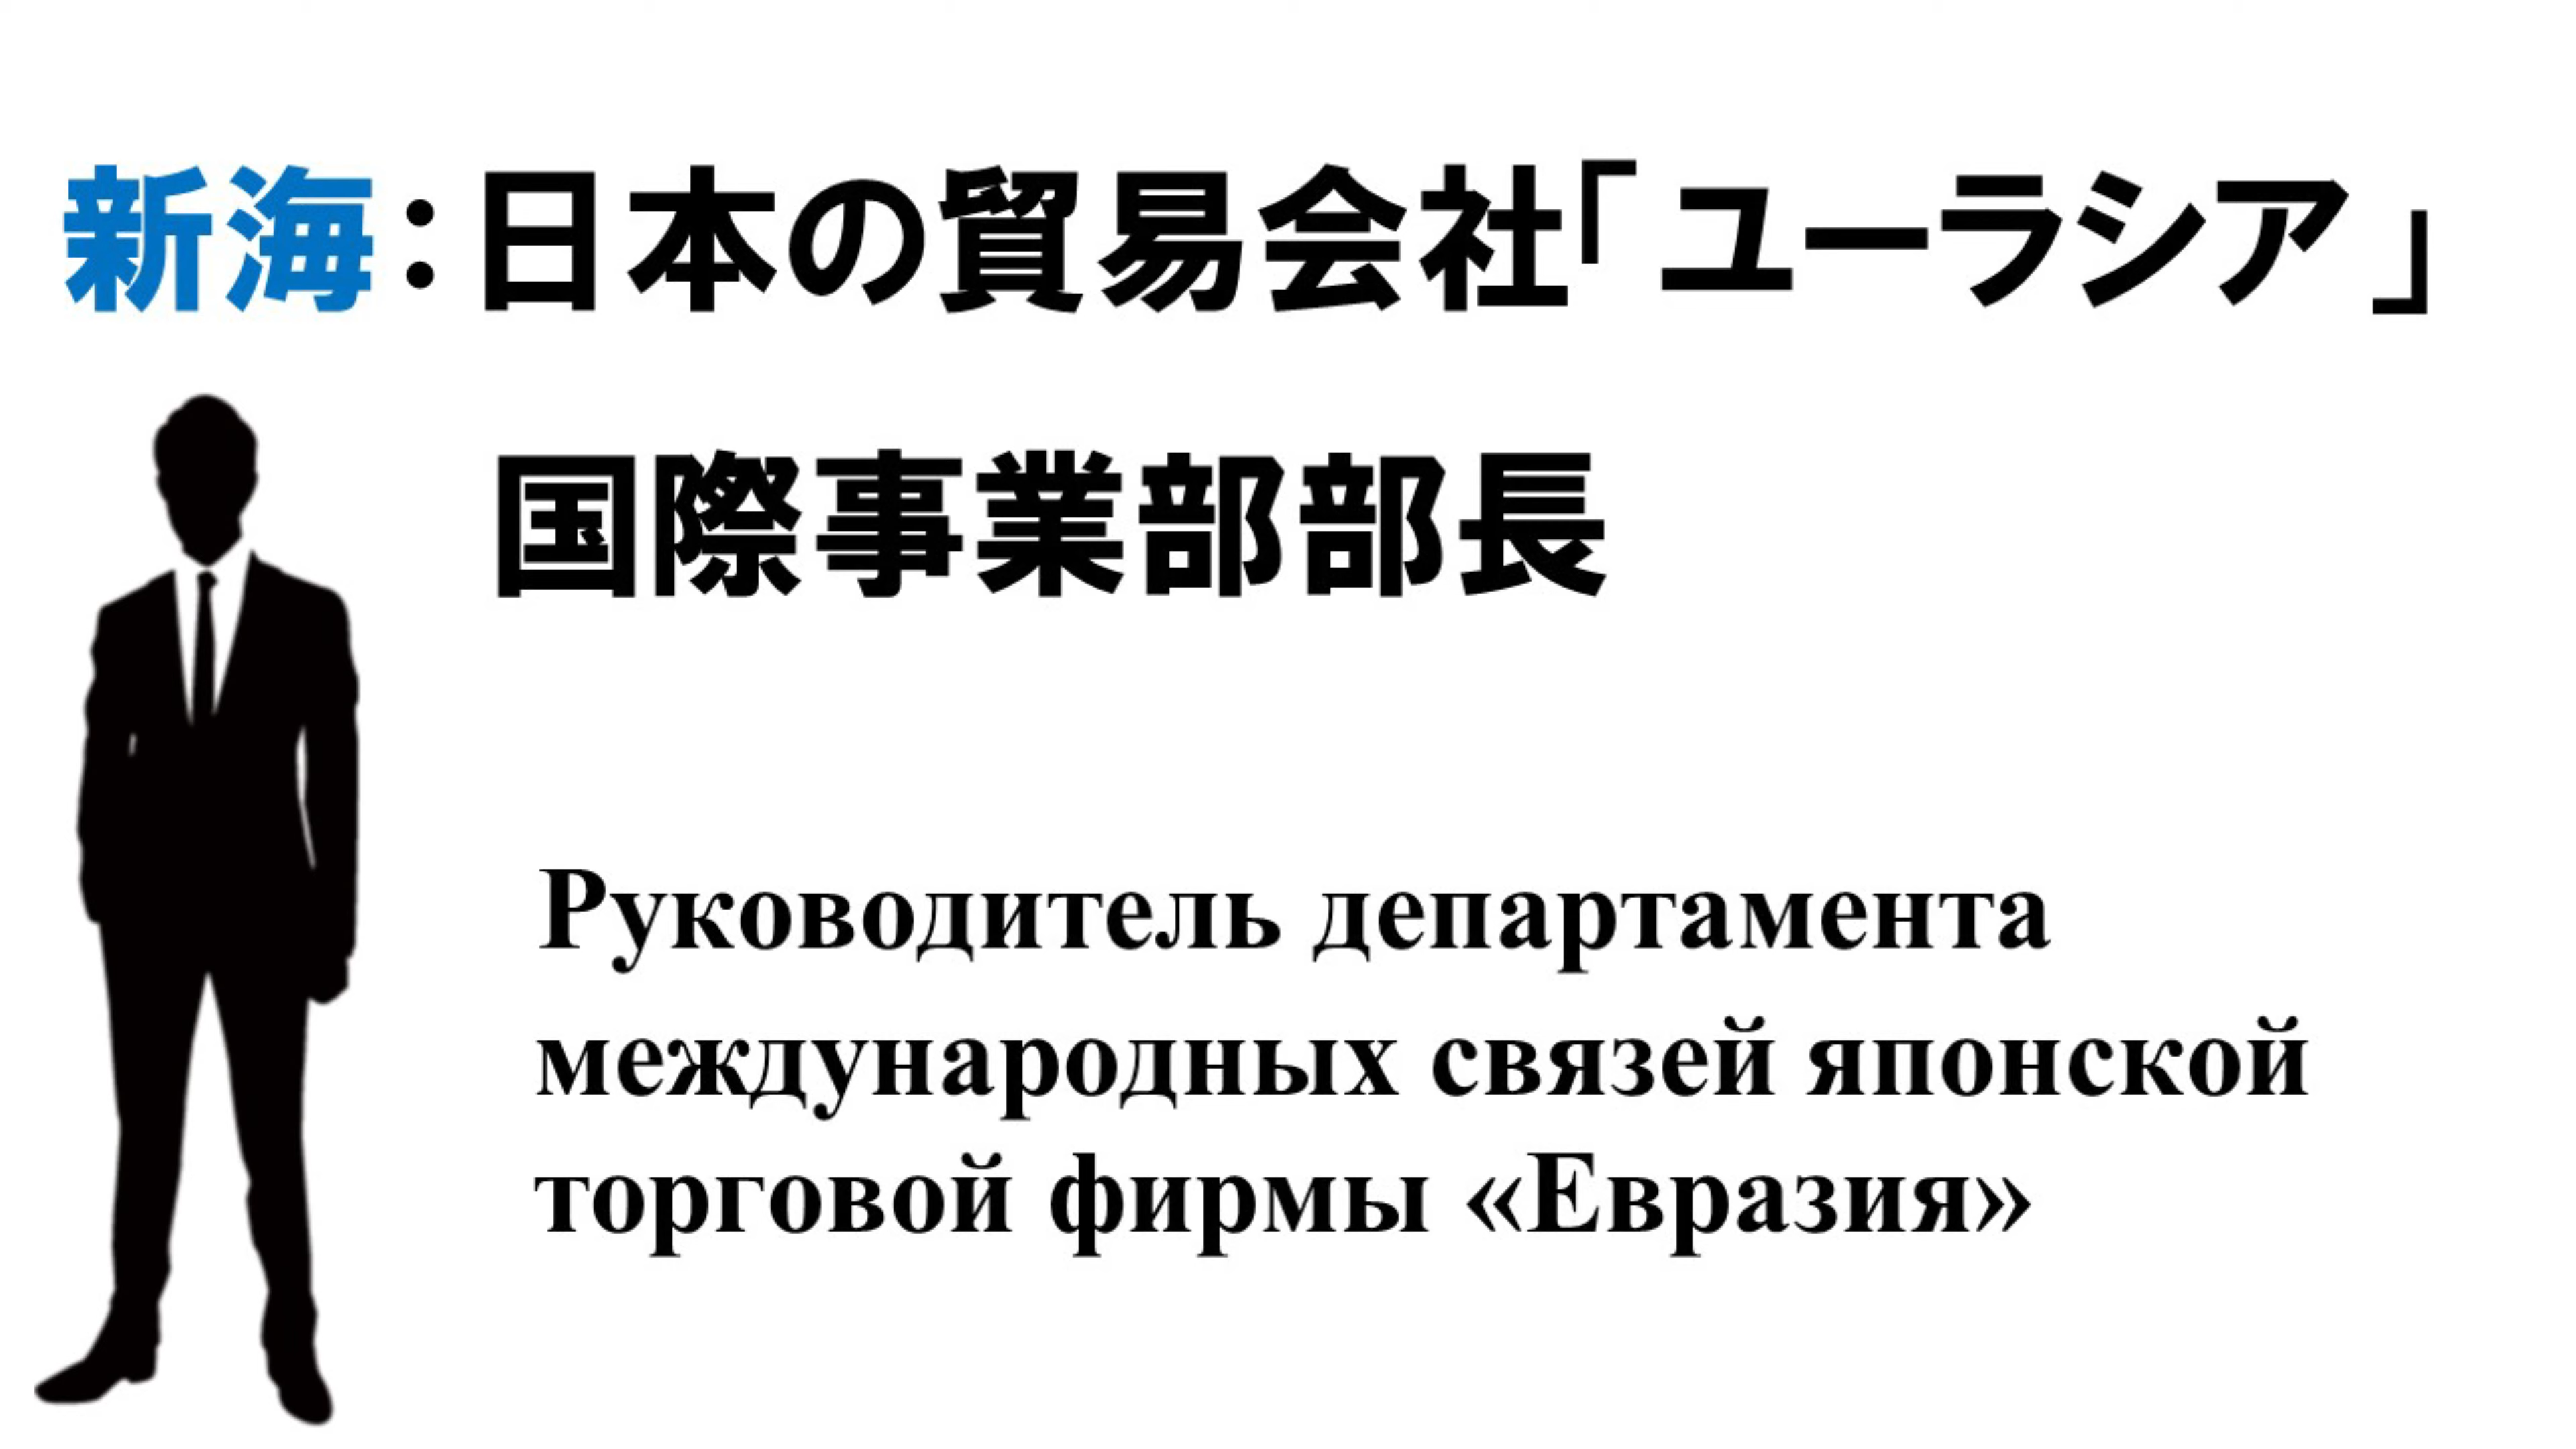 新海：日本の貿易会社「ユーラシア」
国際事業部部長
Руководитель департамента
международных связей японской
торговой фирмы «Евразия»